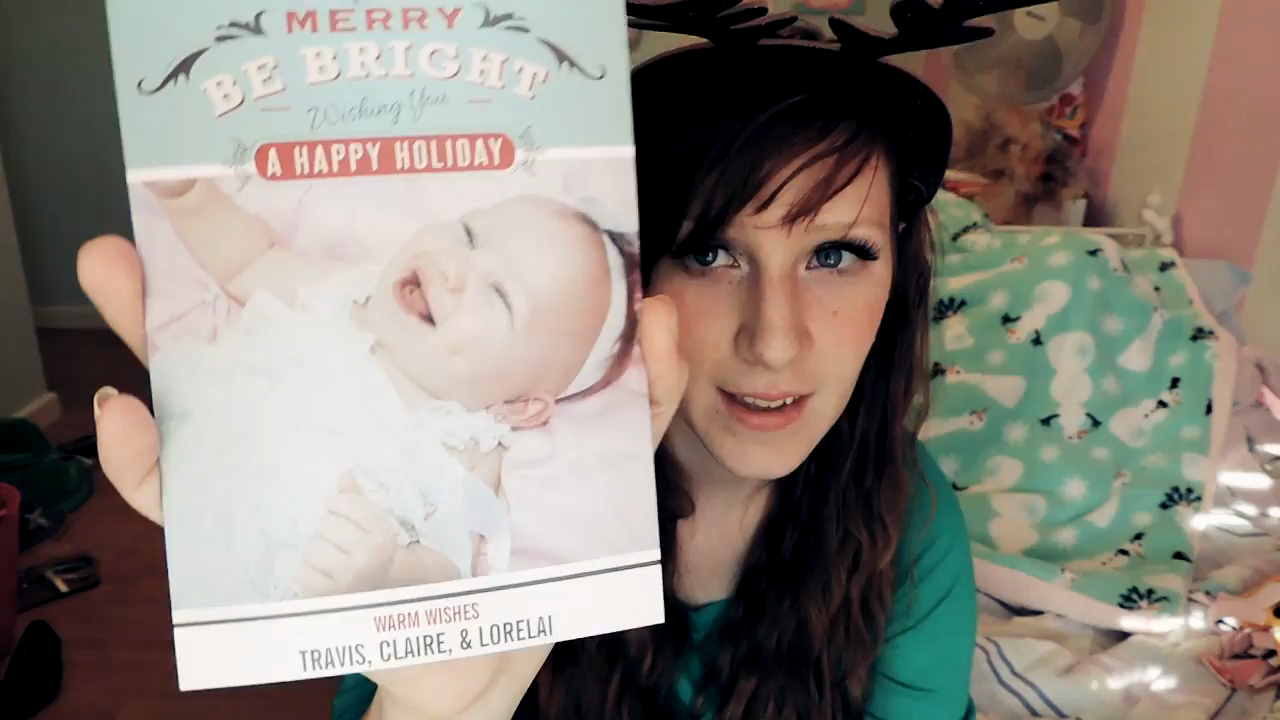 MERRY
BE BRIGHT
Wishing You
A HAPPY HOLIDAY
WARM WISHES
TRAVIS, CLAIRE, & LORELAI